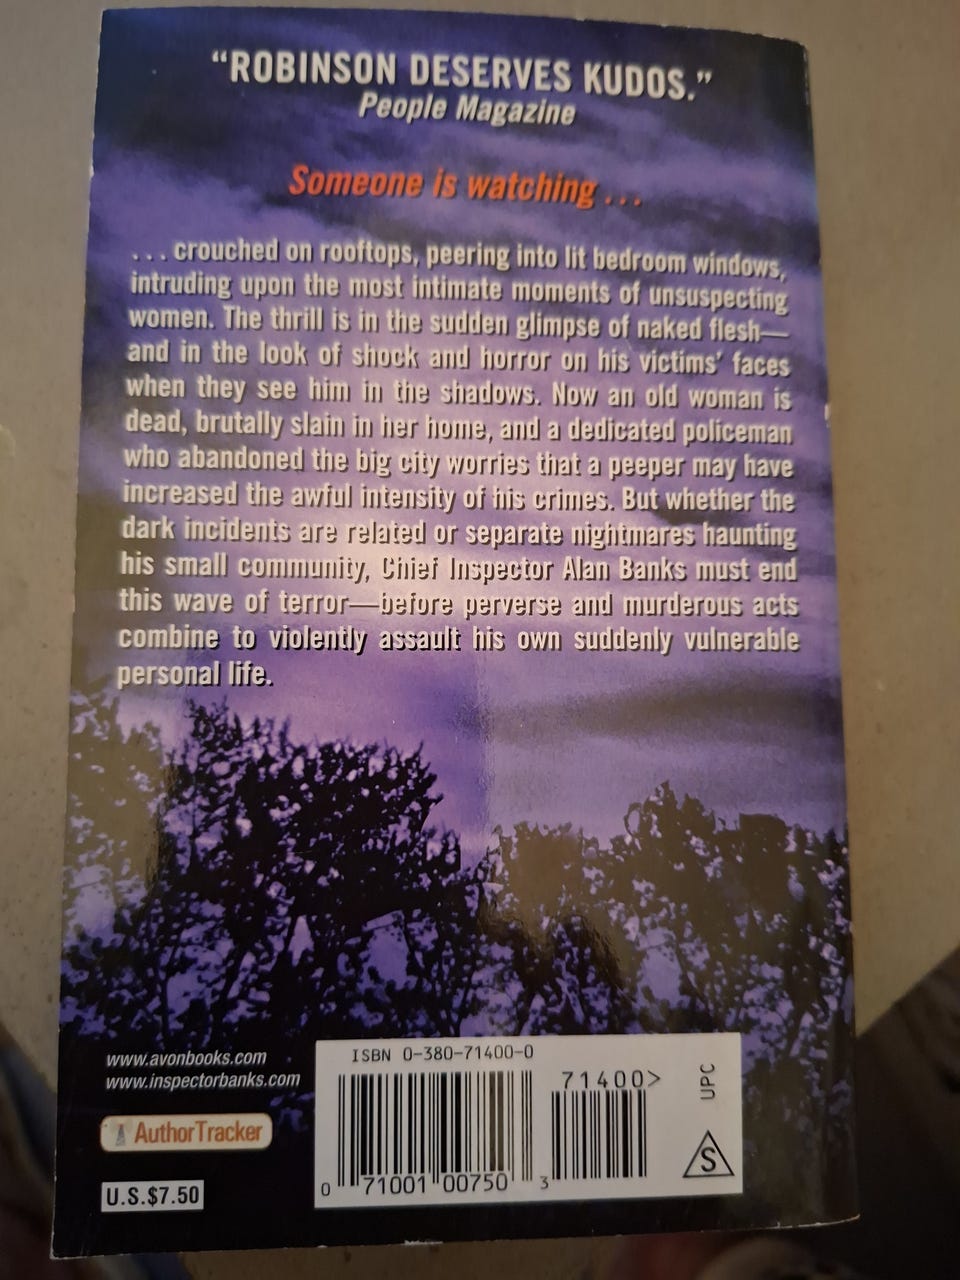 “ROBINSON DESERVES KUDOS.”
People Magazine
Someone is watching . . .
. . . crouched on rooftops, peering into lit bedroom windows,
intruding upon the most intimate moments of unsuspecting
women. The thrill is in the sudden glimpse of naked flesh—
and in the look of shock and horror on his victims’ faces
when they see him in the shadows. Now an old woman is
dead, brutally slain in her home, and a dedicated policeman
who abandoned the big city worries that a peeper may have
increased the awful intensity of his crimes. But whether the
dark incidents are related or separate nightmares haunting
his small community, Chief Inspector Alan Banks must end
this wave of terror—before perverse and murderous acts
combine to violently assault his own suddenly vulnerable
personal life.
www.avonbooks.com
www.inspectorbanks.com
AuthorTracker
U.S.$7.50
ISBN 0-380-71400-0
71400>
0 71001 00750 3
UPC
S